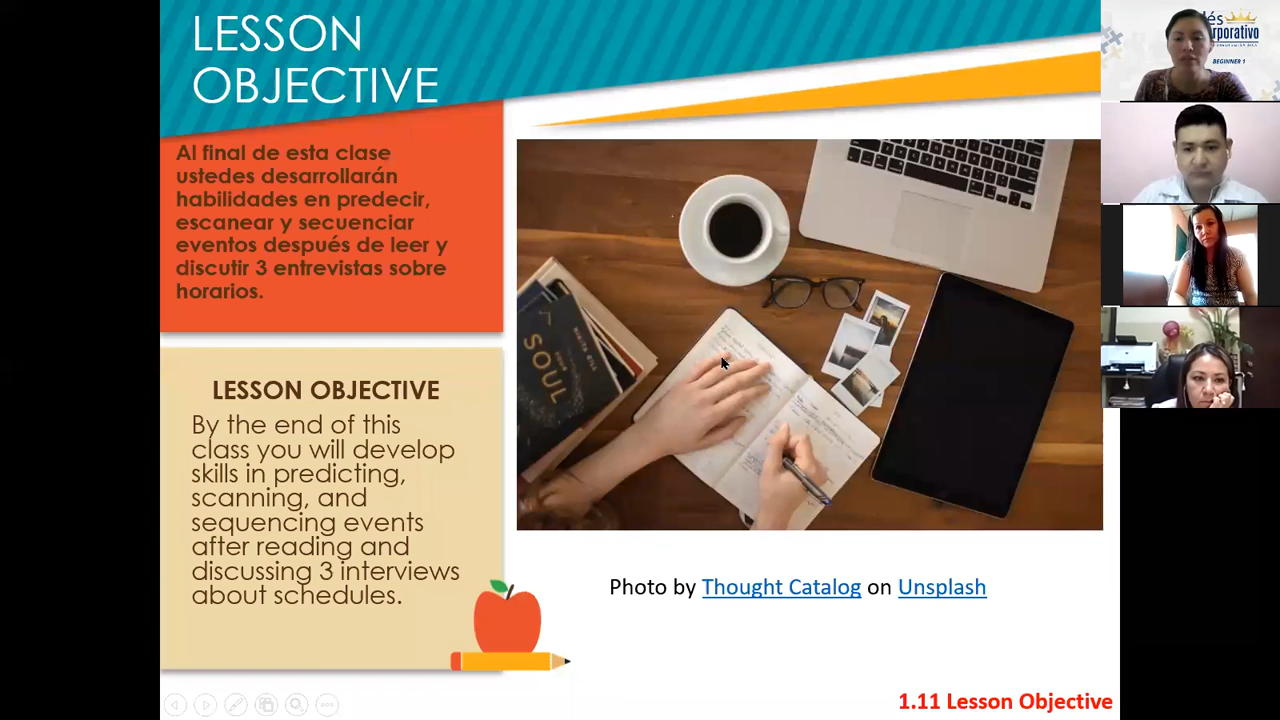 LESSON
OBJECTIVE
Al final de esta clase
ustedes desarrollarán
habilidades en predecir,
escanear y secuenciar
eventos después de leer y
discutir 3 entrevistas sobre
horarios.
LESSON OBJECTIVE
By the end of this
class you will develop
skills in predicting,
scanning, and
sequencing events
after reading and
discussing 3 interviews
about schedules.
SOUL
Photo by Thought Catalog on Unsplash
1.11 Lesson Objective
BEGINNER 1